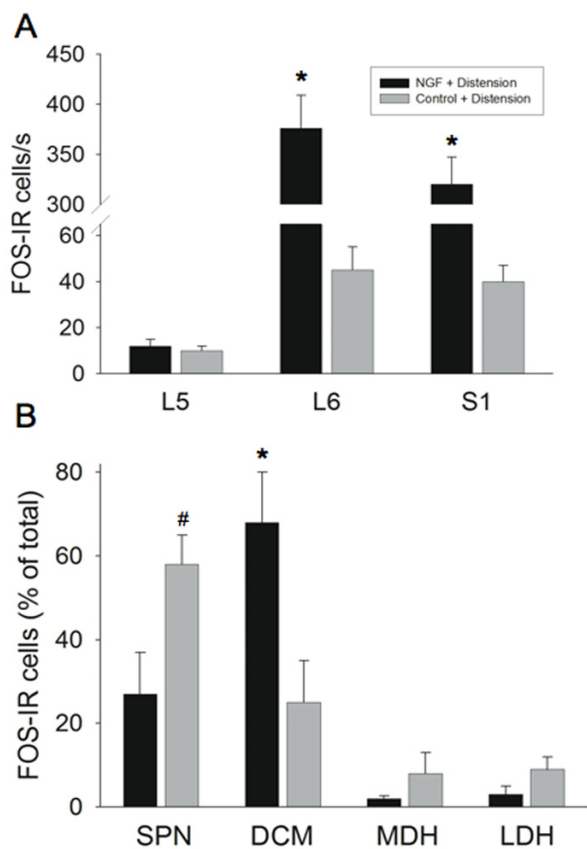 A
FOS-IR cells/s
450
400
350
300
60
40
20
0
*
*
NGF + Distension
Control + Distension
L5 L6 S1
B
FOS-IR cells (% of total)
80
60
40
20
0
#
*
SPN DCM MDH LDH